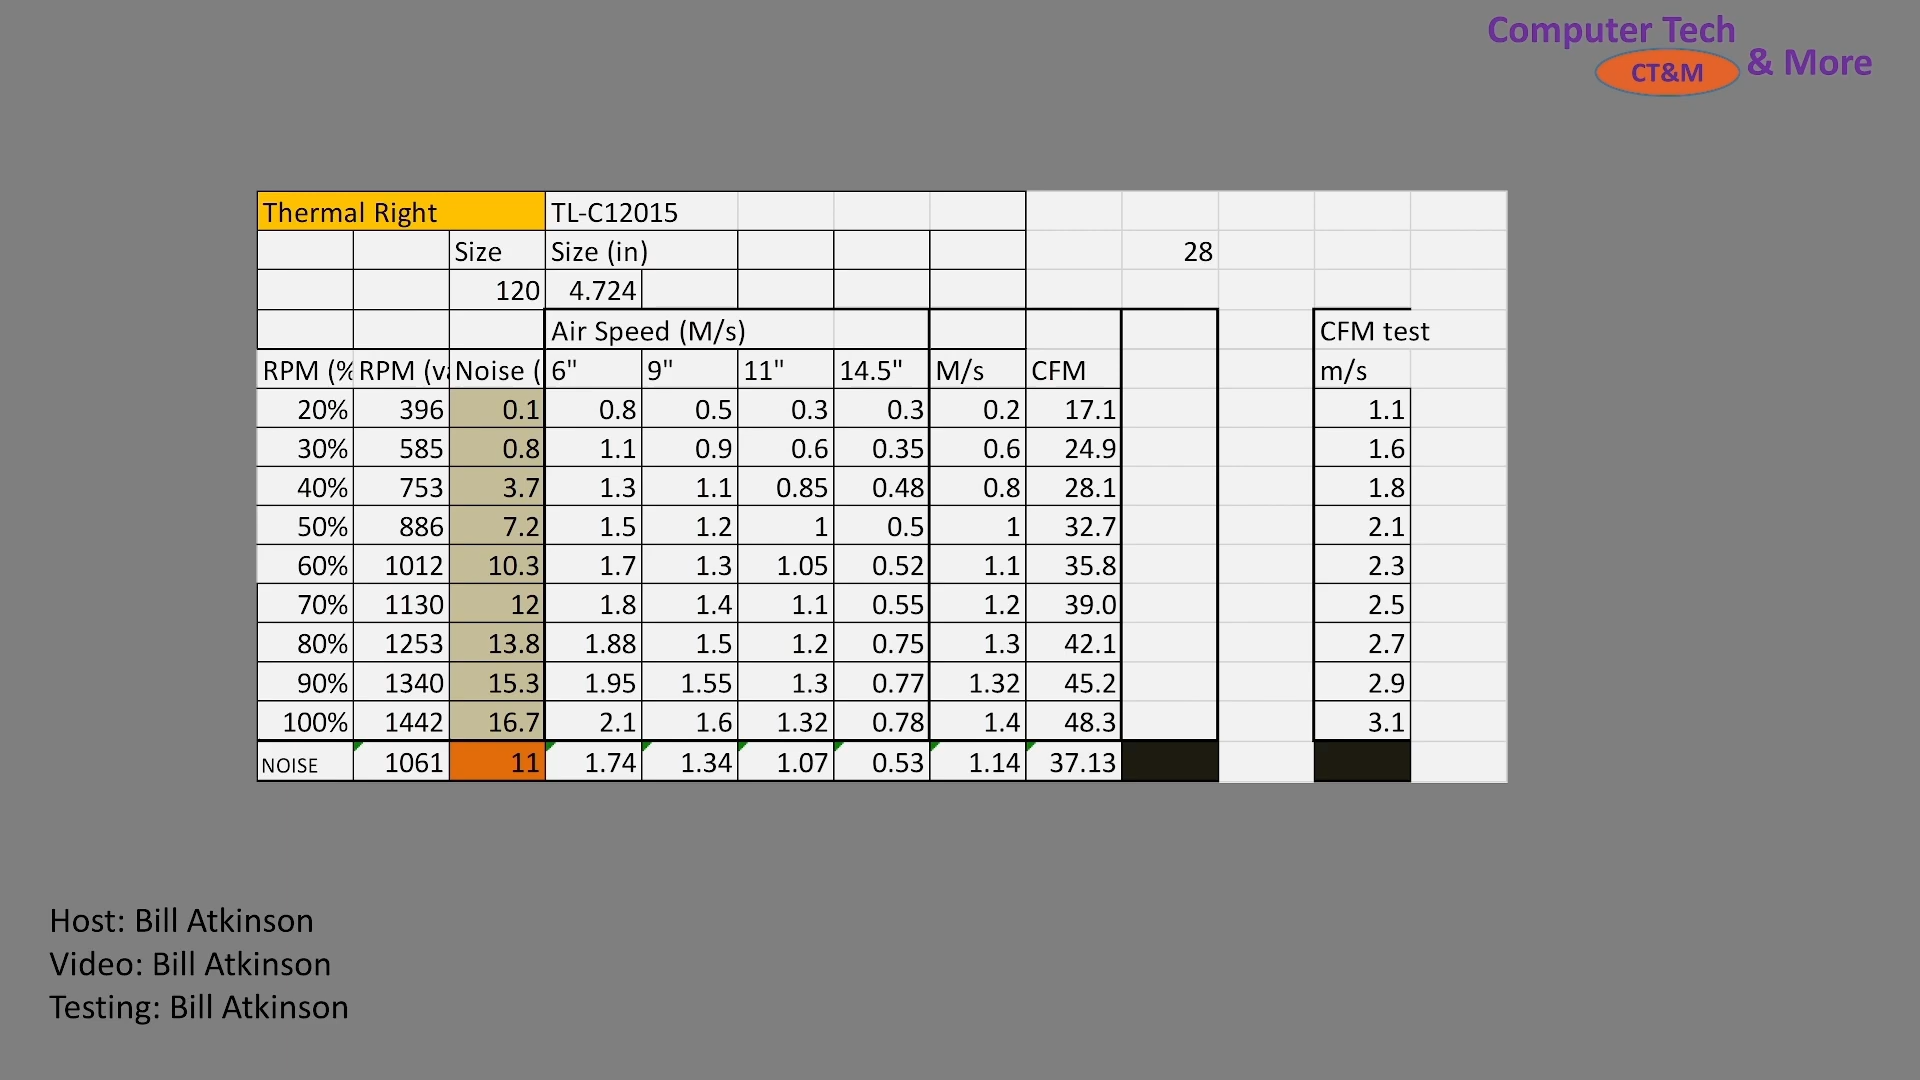 Computer Tech
CT&M & More
Thermal Right TL-C12015
Size Size (in) 28
120 4.724
Air Speed (M/s) CFM test
RPM (% RPM (va Noise ( 6" 9" 11" 14.5" M/s CFM m/s
20% 396 0.1 0.8 0.5 0.3 0.3 0.2 17.1 1.1
30% 585 0.8 1.1 0.9 0.6 0.35 0.6 24.9 1.6
40% 753 3.7 1.3 1.1 0.85 0.48 0.8 28.1 1.8
50% 886 7.2 1.5 1.2 1 0.5 1 32.7 2.1
60% 1012 10.3 1.7 1.3 1.05 0.52 1.1 35.8 2.3
70% 1130 12 1.8 1.4 1.1 0.55 1.2 39.0 2.5
80% 1253 13.8 1.88 1.5 1.2 0.75 1.3 42.1 2.7
90% 1340 15.3 1.95 1.55 1.3 0.77 1.32 45.2 2.9
100% 1442 16.7 2.1 1.6 1.32 0.78 1.4 48.3 3.1
NOISE 1061 11 1.74 1.34 1.07 0.53 1.14 37.13
Host: Bill Atkinson
Video: Bill Atkinson
Testing: Bill Atkinson